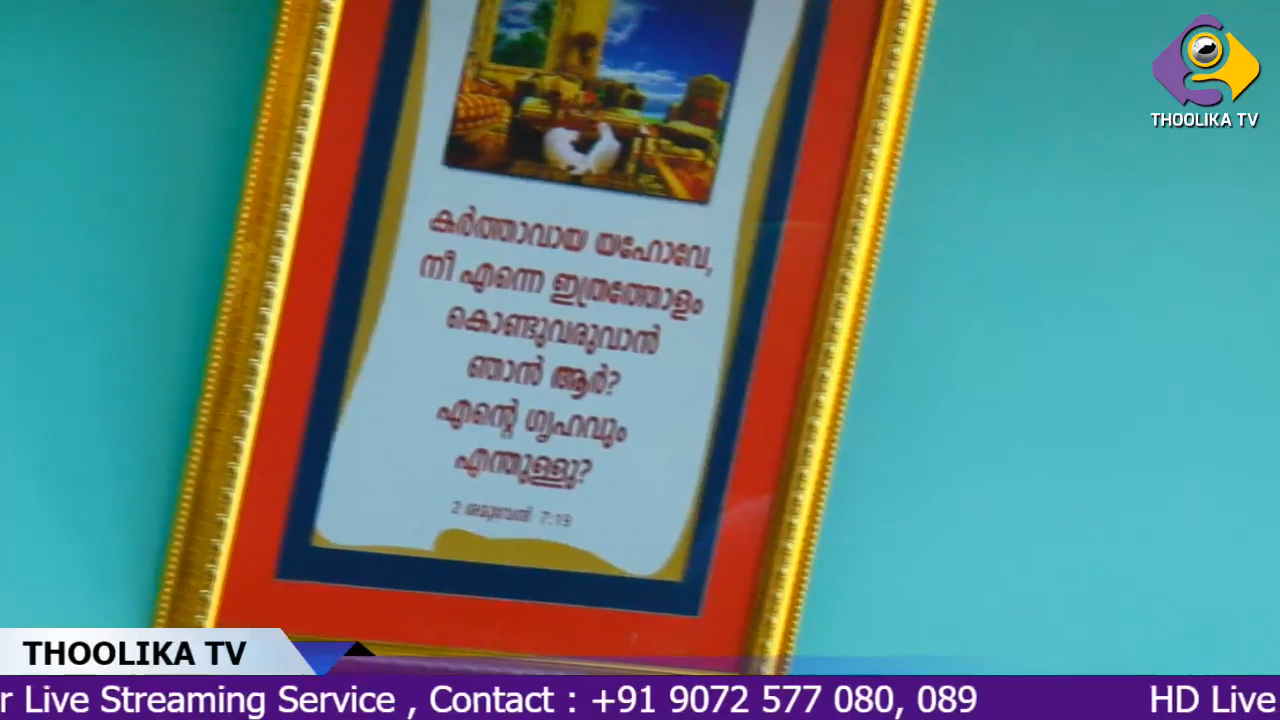 THOOLIKA TV
കർത്താവായ യഹോവേ,
നീ എന്നെ ഇത്രത്തോളം
കൊണ്ടുവരുവാൻ
ഞാൻ ആർ?
എന്റെ ഗൃഹവും
എന്തുള്ളു?
2 ശമുവേൽ 7:19
THOOLIKA TV
r Live Streaming Service , Contact : +91 9072 577 080, 089 HD Live